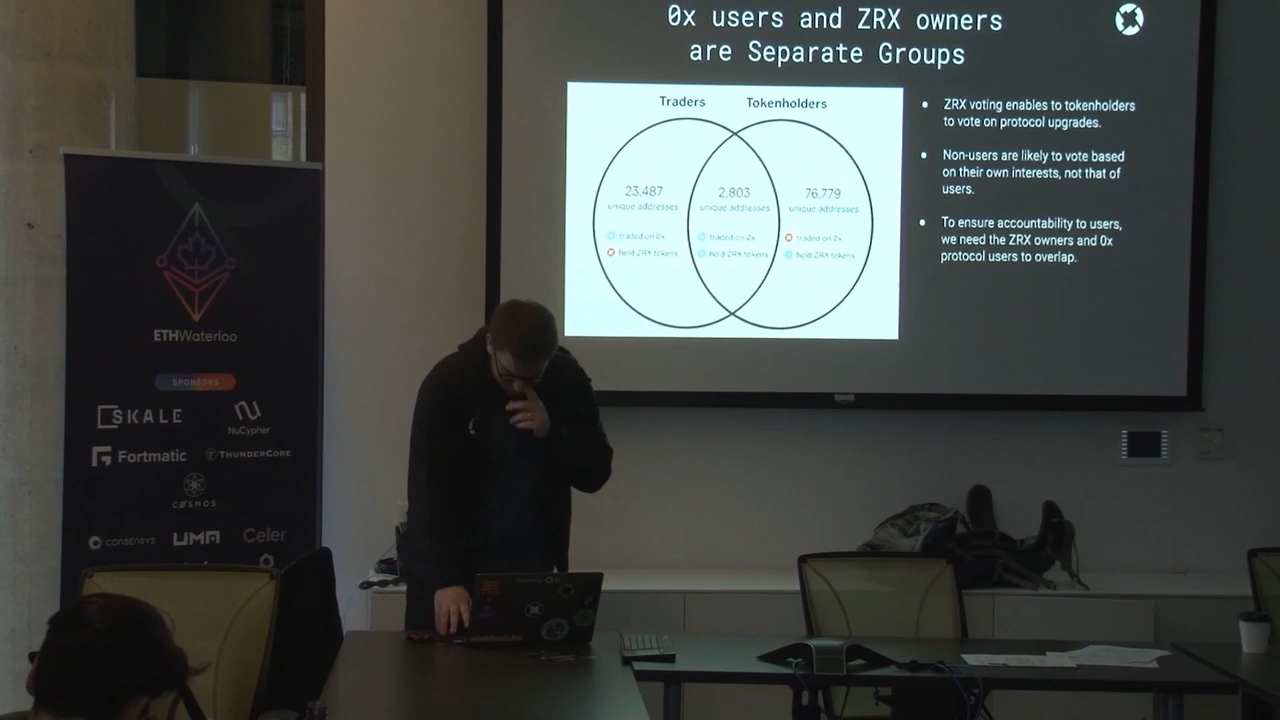 0x users and ZRX owners
are Separate Groups
Traders
Tokenholders
23,487
unique addresses
traded on 0x
hold ZRX tokens
2,803
unique addresses
traded on 0x
hold ZRX tokens
76,779
unique addresses
traded on 0x
hold ZRX tokens
ZRX voting enables to tokenholders
to vote on protocol upgrades.
Non-users are likely to vote based
on their own interests, not that of
users.
To ensure accountability to users,
we need the ZRX owners and 0x
protocol users to overlap.
ETHWaterloo
SPONSORS
SKALE
NuCypher
Fortmatic
THUNDERCORE
COSMOS
CONSENSYS
UMA
Celer